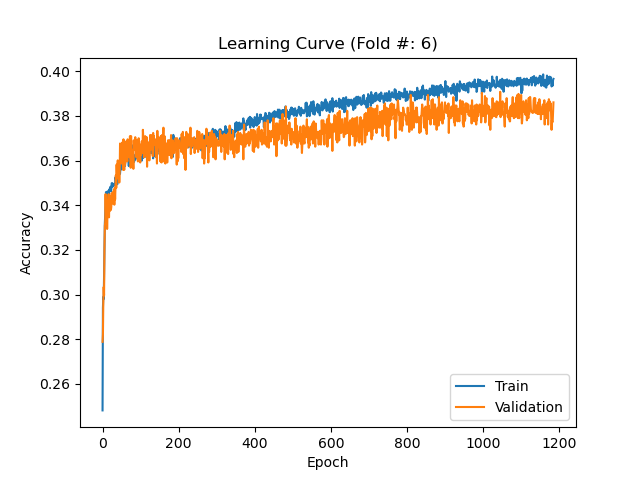 Learning Curve (Fold #: 6)
0.40
0.38
0.36
0.34
0.32
0.30
0.28
0.26
Accuracy
0 200 400 600 800 1000 1200
Epoch
Train
Validation